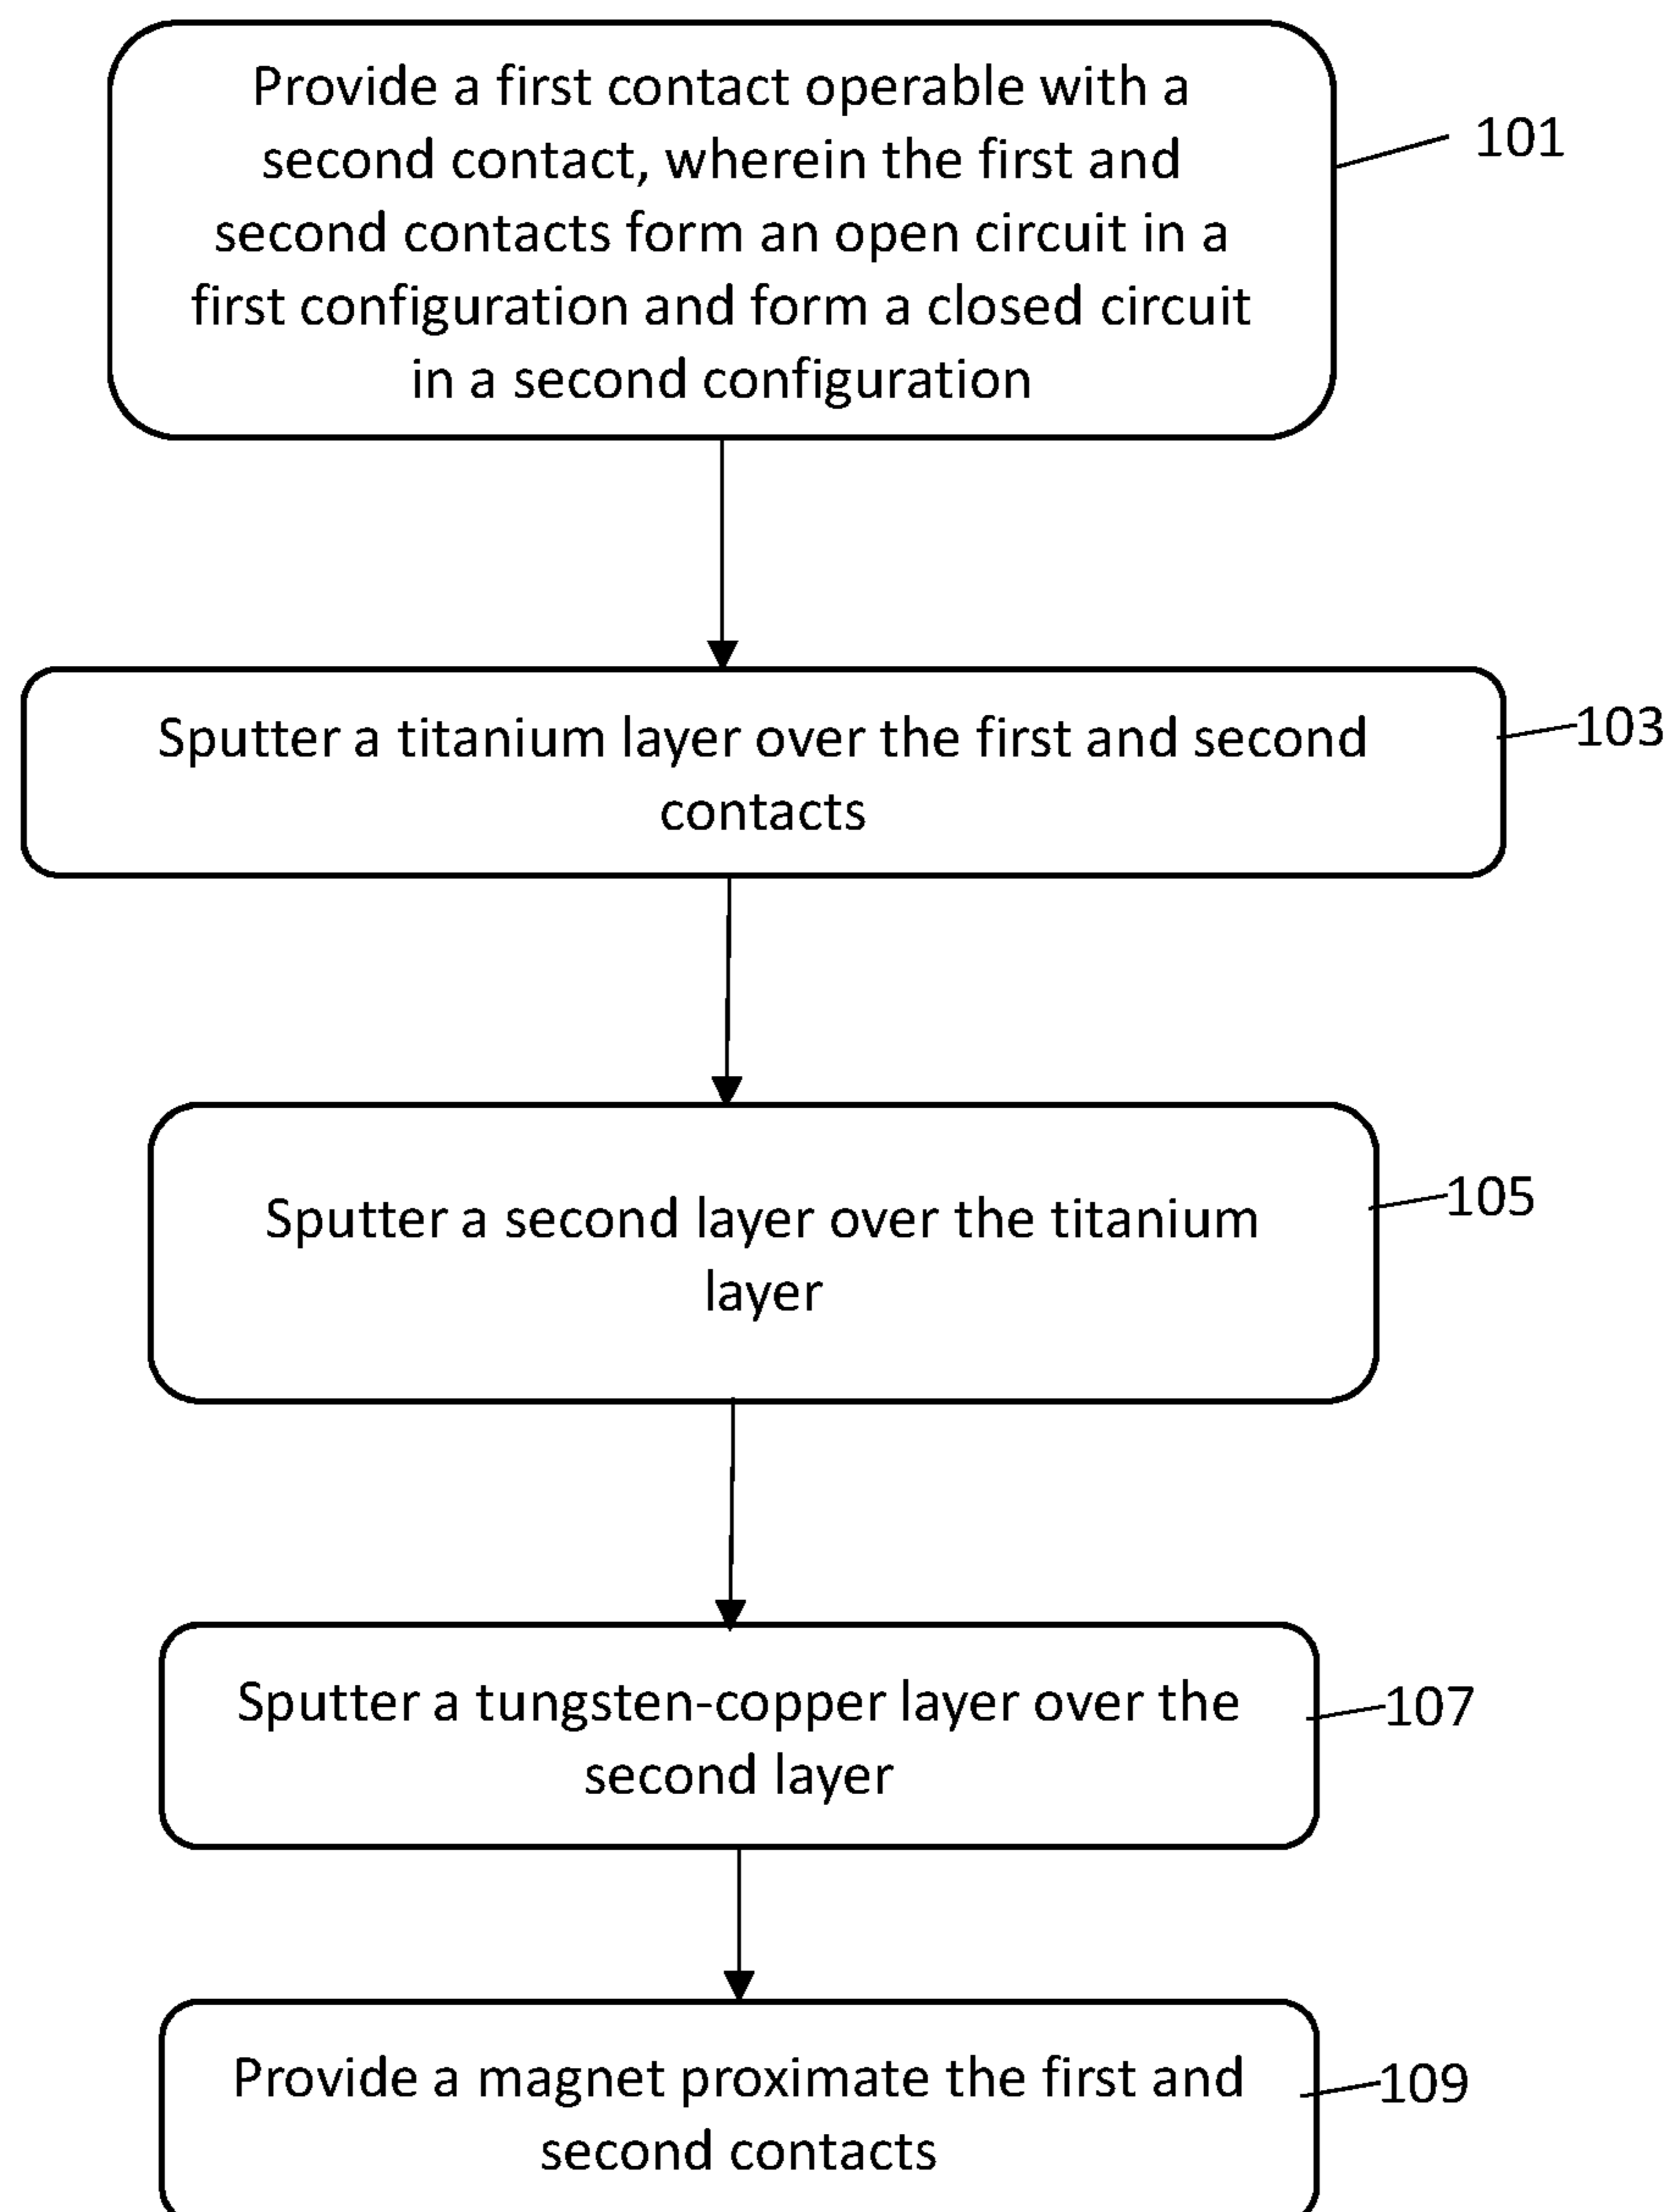 Provide a first contact operable with a
second contact, wherein the first and
second contacts form an open circuit in a
first configuration and form a closed circuit
in a second configuration
101
Sputter a titanium layer over the first and second
contacts
103
Sputter a second layer over the titanium
layer
105
Sputter a tungsten-copper layer over the
second layer
107
Provide a magnet proximate the first and
second contacts
109